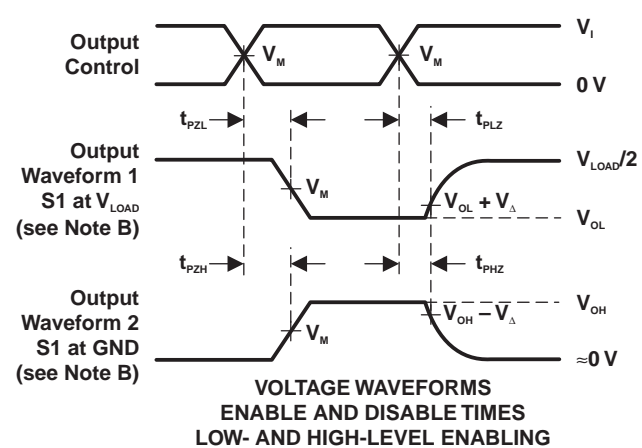 Output
Control
V_M
V_M
V_I
0 V
t_PZL
t_PLZ
Output
Waveform 1
S1 at V_LOAD
(see Note B)
V_M
V_OL + V_Δ
V_LOAD/2
V_OL
t_PZH
t_PHZ
Output
Waveform 2
S1 at GND
(see Note B)
V_M
V_OH – V_Δ
V_OH
≈0 V
VOLTAGE WAVEFORMS
ENABLE AND DISABLE TIMES
LOW- AND HIGH-LEVEL ENABLING